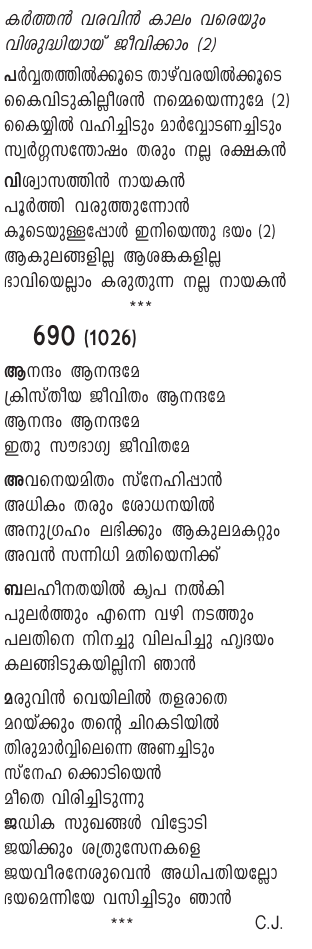 കർത്തൻ വരവിൻ കാലം വരെയും
വിശുദ്ധിയായ് ജീവിക്കാം (2)
പർവ്വതത്തിൽക്കൂടെ താഴ്‌വരയിൽക്കൂടെ
കൈവിടുകില്ലീശൻ നമ്മെയെന്നുമേ (2)
കൈയ്യിൽ വഹിച്ചിടും മാർവ്വോടണച്ചിടും
സ്വർഗ്ഗസന്തോഷം തരും നല്ല രക്ഷകൻ
വിശ്വാസത്തിൻ നായകൻ
പൂർത്തി വരുത്തുന്നോൻ
കൂടെയുള്ളപ്പോൾ ഇനിയെന്തു ഭയം (2)
ആകുലങ്ങളില്ല ആശങ്കകളില്ല
ഭാവിയെല്ലാം കരുതുന്ന നല്ല നായകൻ
***
690 (1026)
ആനന്ദം ആനന്ദമേ
ക്രിസ്തീയ ജീവിതം ആനന്ദമേ
ആനന്ദം ആനന്ദമേ
ഇതു സൗഭാഗ്യ ജീവിതമേ
അവനെയമിതം സ്നേഹിപ്പാൻ
അധികം തരും ശോധനയിൽ
അനുഗ്രഹം ലഭിക്കും ആകുലമകറ്റും
അവൻ സന്നിധി മതിയെനിക്ക്
ബലഹീനതയിൽ കൃപ നൽകി
പുലർത്തും എന്നെ വഴി നടത്തും
പലതിനെ നിനച്ചു വിലപിച്ചു ഹൃദയം
കലങ്ങിടുകയില്ലിനി ഞാൻ
മരുവിൻ വെയിലിൽ തളരാതെ
മറയ്ക്കും തന്റെ ചിറകടിയിൽ
തിരുമാർവ്വിലെന്നെ അണച്ചിടും
സ്നേഹ ക്കൊടിയെൻ
മീതെ വിരിച്ചിടുന്നു
ജഡിക സുഖങ്ങൾ വിട്ടോടി
ജയിക്കും ശത്രുസേനകളെ
ജയവീരനേശുവെൻ അധിപതിയല്ലോ
ഭയമെന്നിയേ വസിച്ചിടും ഞാൻ
*** C.J.